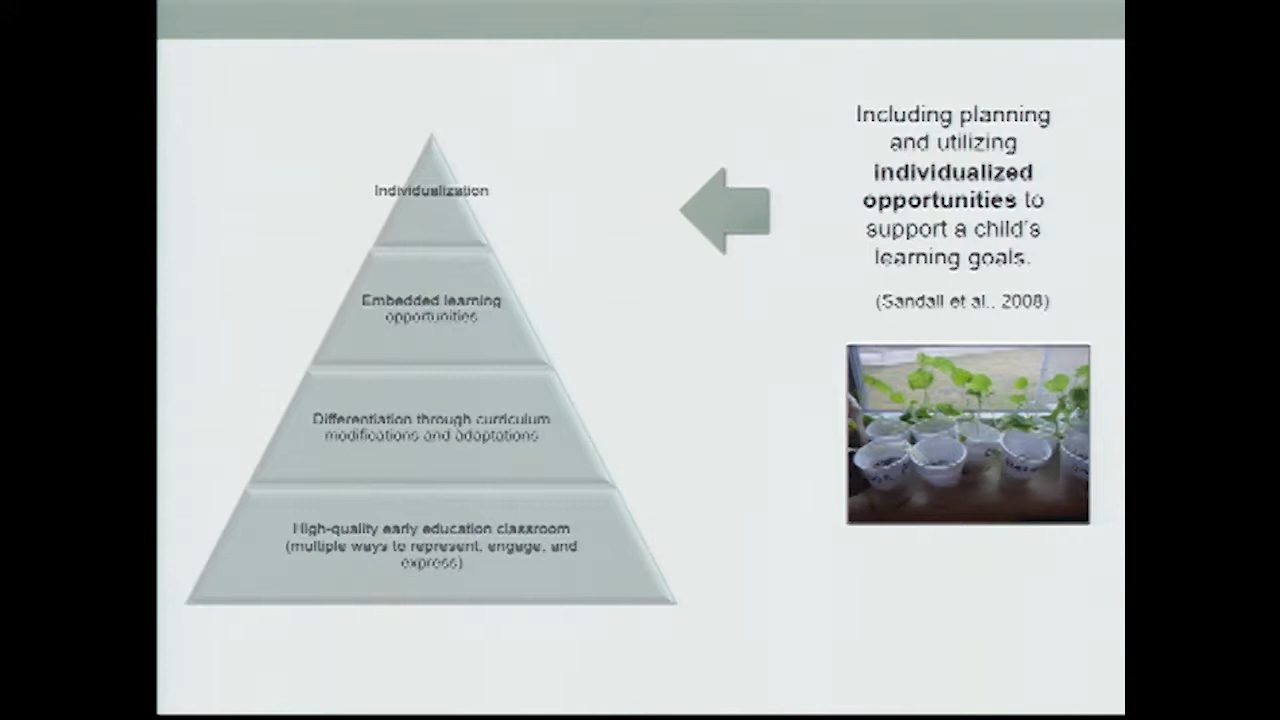 Individualization
Embedded learning
opportunities
Differentiation through curriculum
modifications and adaptations
High-quality early education classroom
(multiple ways to represent, engage, and
express)
Including planning
and utilizing
individualized
opportunities to
support a child's
learning goals.
(Sandall et al., 2008)